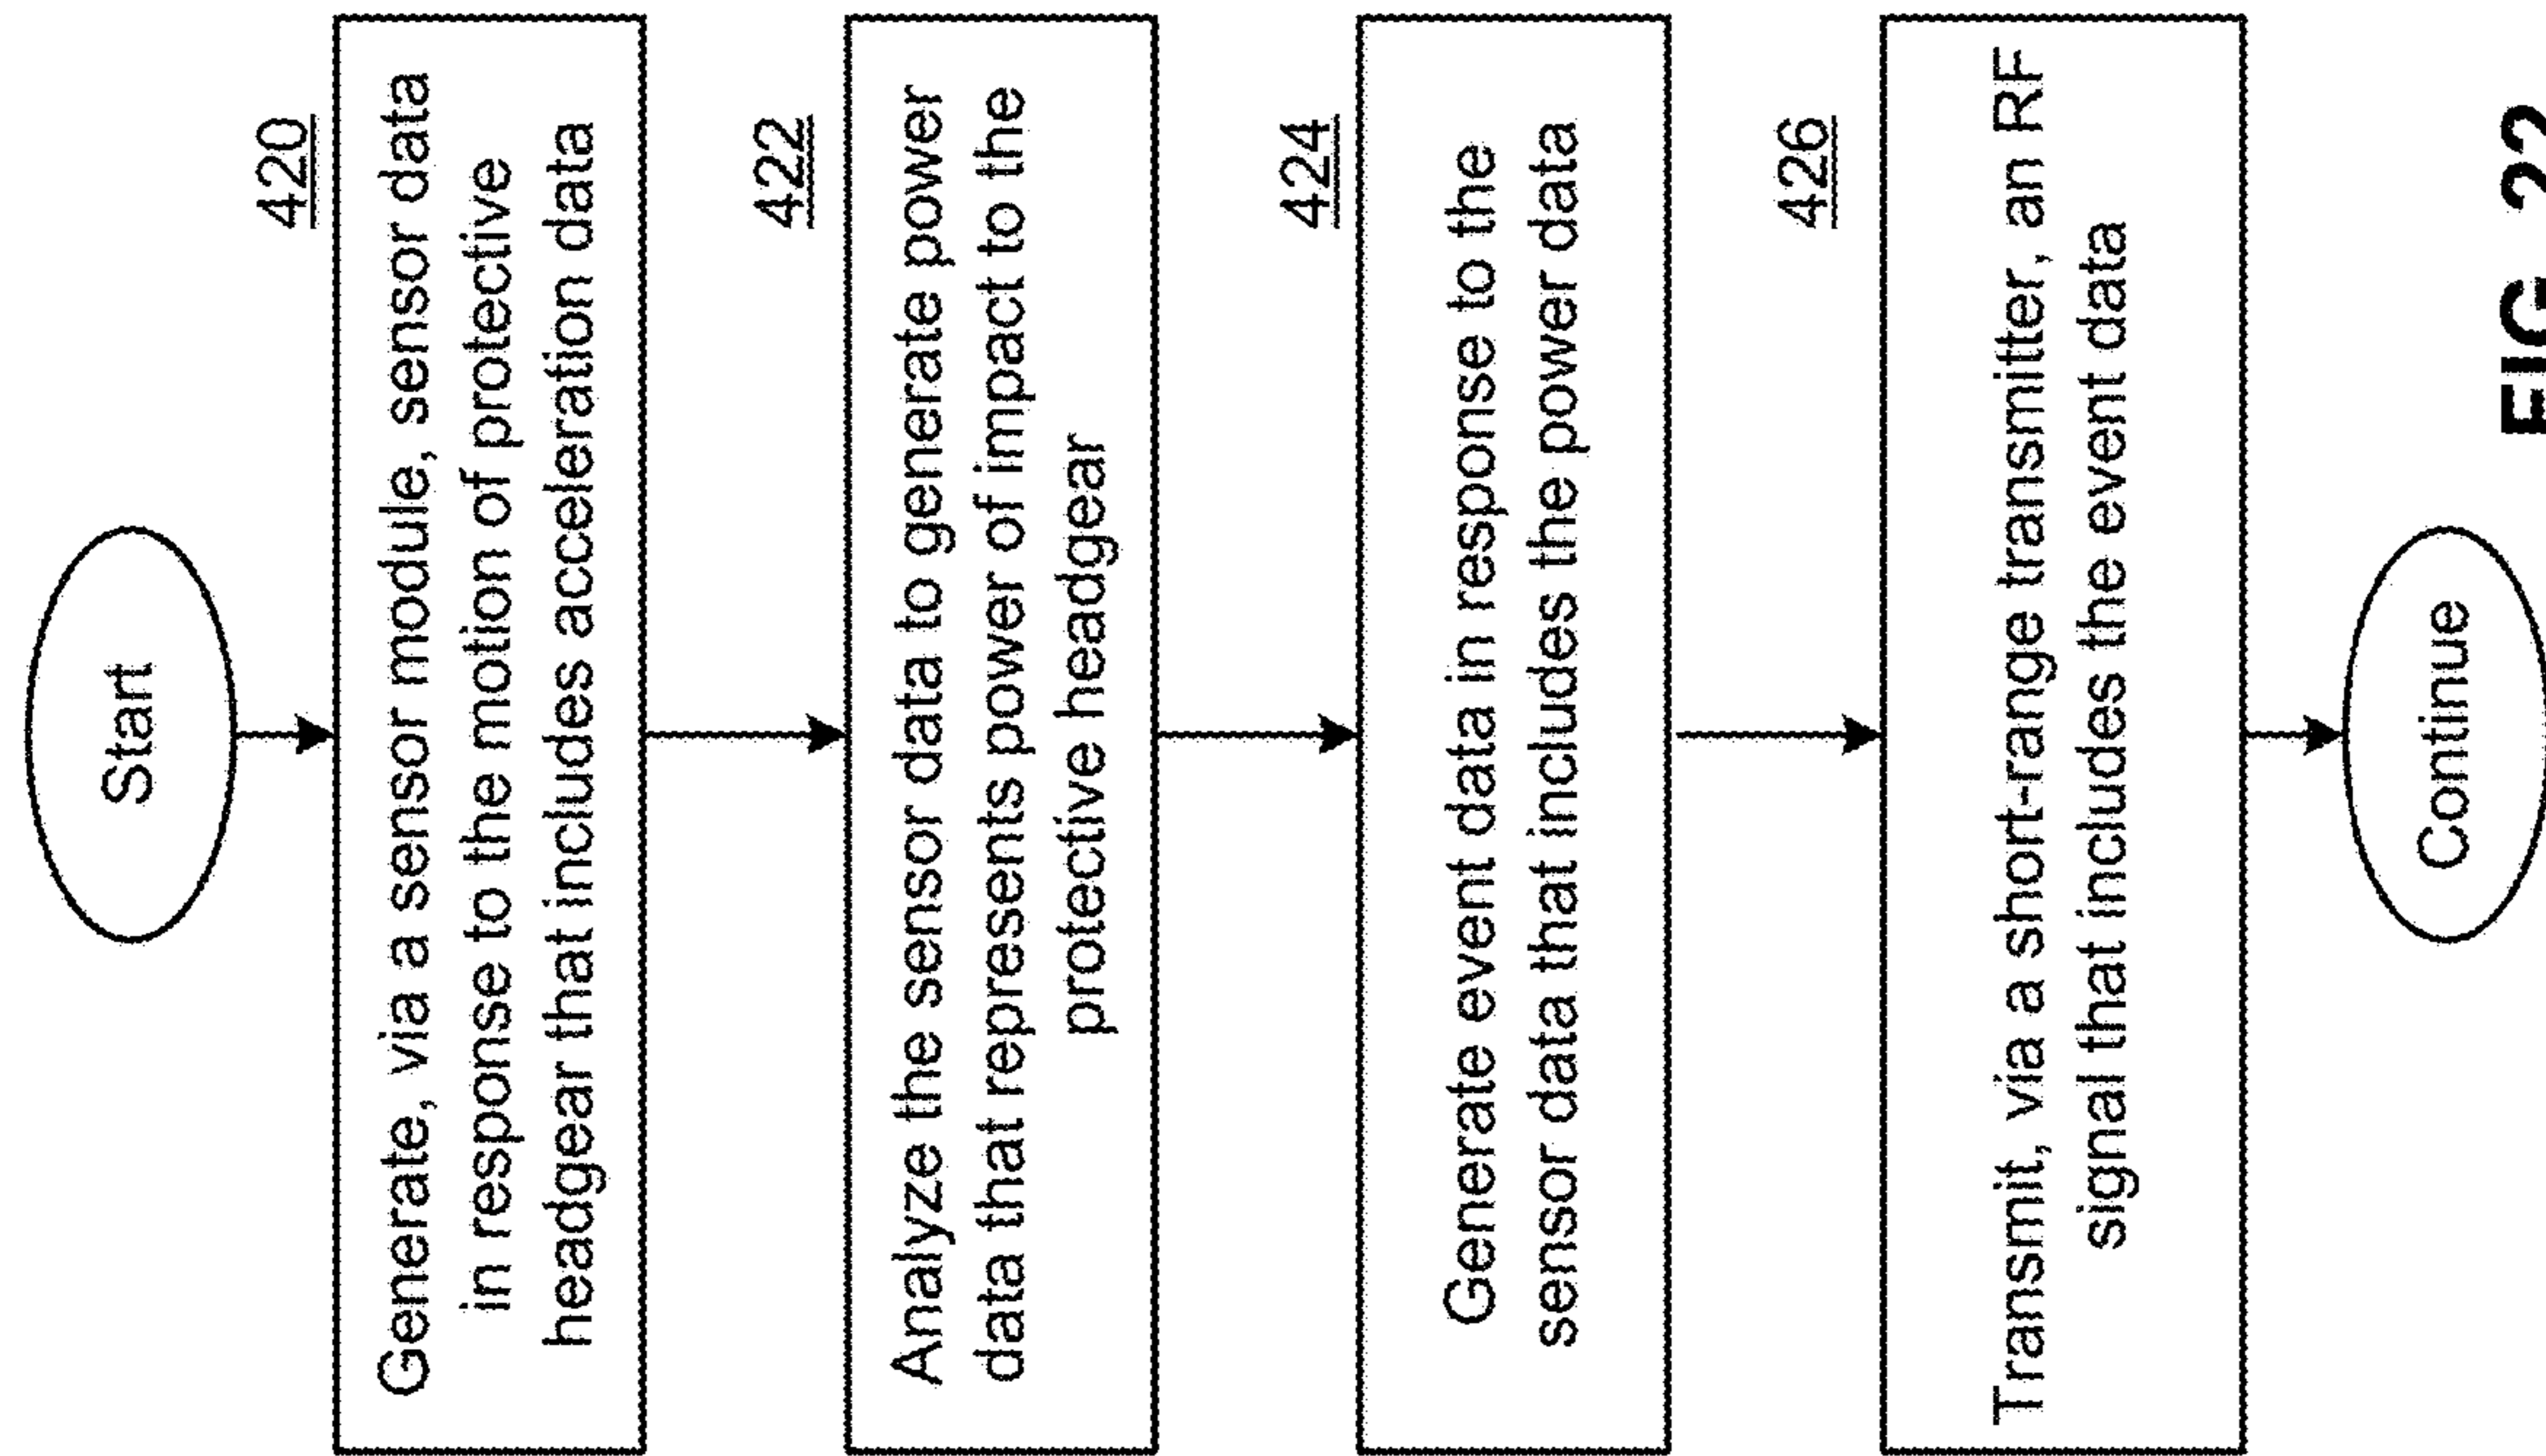 Start
420
Generate, via a sensor module, sensor data
in response to the motion of protective
headgear that includes acceleration data
422
Analyze the sensor data to generate power
data that represents power of impact to the
protective headgear
424
Generate event data in response to the
sensor data that includes the power data
426
Transmit, via a short-range transmitter, an RF
signal that includes the event data
Continue
FIG. 22